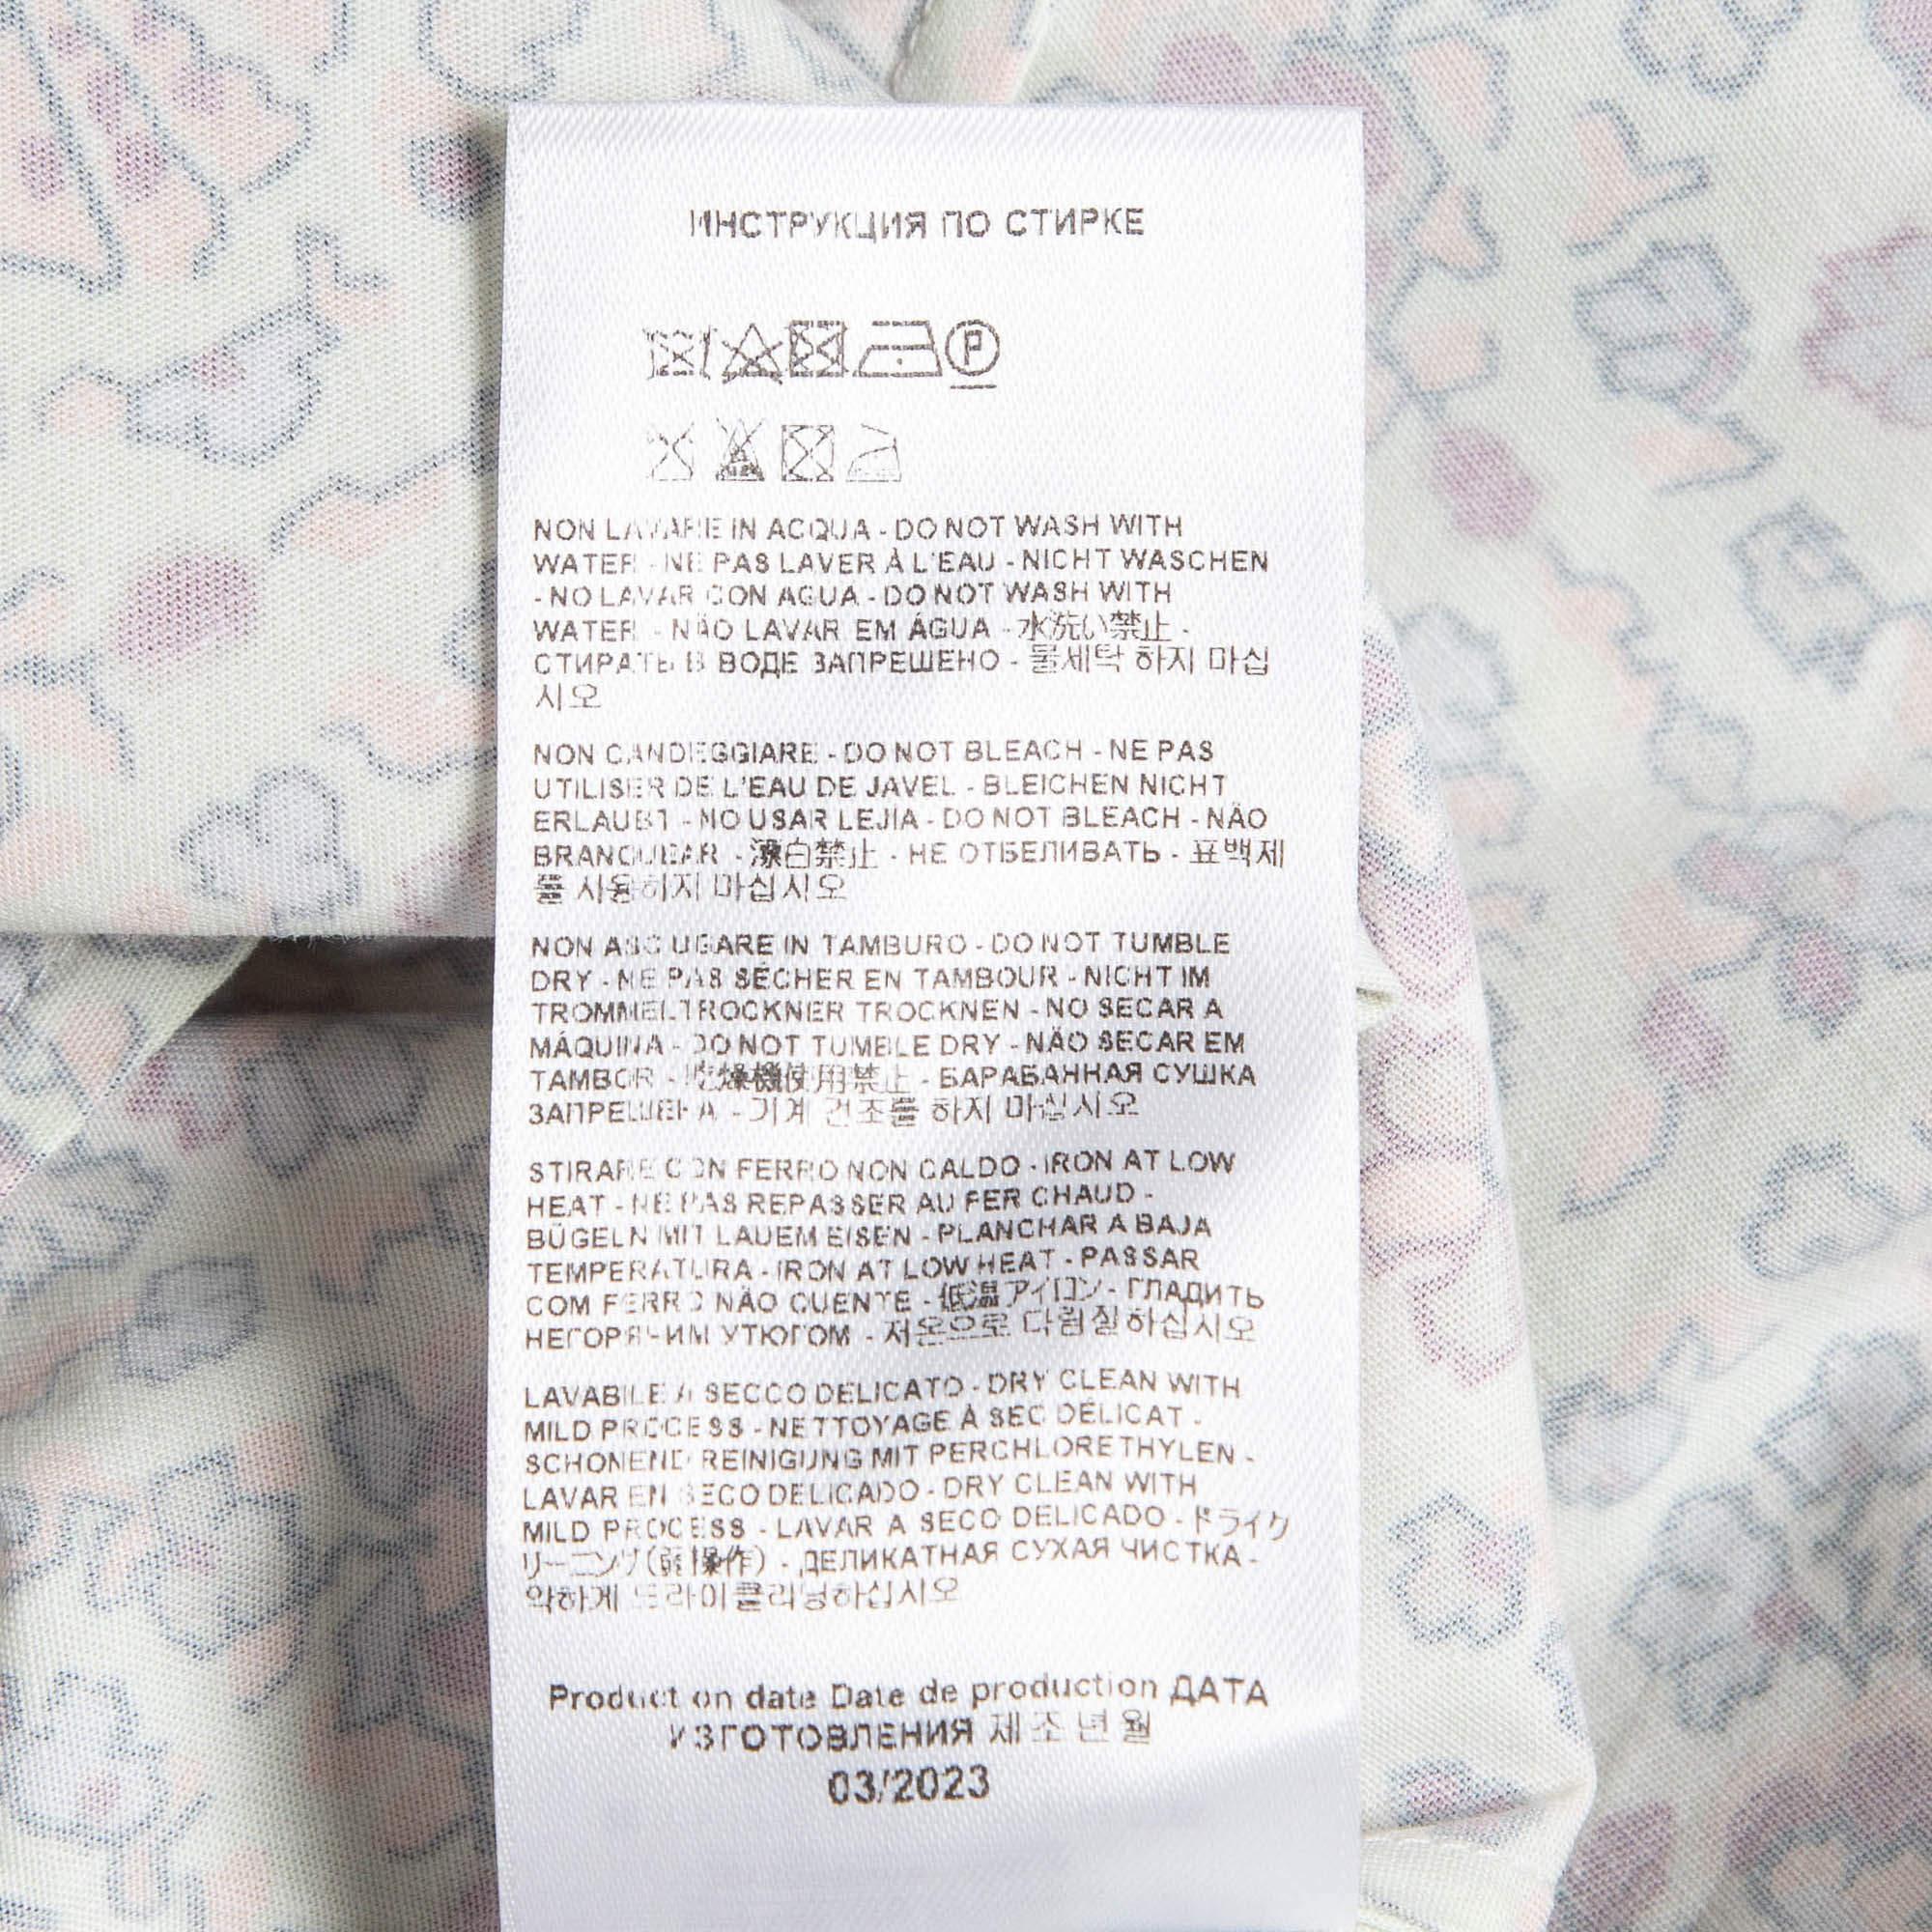 ИНСТРУКЦИЯ ПО СТИРКЕ
P
NON LAVARE IN ACQUA - DO NOT WASH WITH
WATER - NE PAS LAVER À L'EAU - NICHT WASCHEN
- NO LAVAR CON AGUA - DO NOT WASH WITH
WATER - NÃO LAVAR EM ÁGUA - 水洗い禁止 -
СТИРАТЬ В ВОДЕ ЗАПРЕШЕНО - 물세탁 하지 마십
시오
NON CANDEGGIARE - DO NOT BLEACH - NE PAS
UTILISER DE L'EAU DE JAVEL - BLEICHEN NICHT
ERLAUBT - NO USAR LEJIA - DO NOT BLEACH - NÃO
BRANQUEAR - 漂白禁止 - НЕ ОТБЕЛИВАТЬ - 표백제
를 사용하지 마십시오
NON ASCIUGARE IN TAMBURO - DO NOT TUMBLE
DRY - NE PAS SÉCHER EN TAMBOUR - NICHT IM
TROMMELTROCKNER TROCKNEN - NO SECAR A
MÁQUINA - DO NOT TUMBLE DRY - NÃO SECAR EM
TAMBOR - 乾燥機使用禁止 - БАРАБАННАЯ СУШКА
ЗАПРЕШЕНА - 기계 건조를 하지 마십시오
STIRARE CON FERRO NON CALDO - IRON AT LOW
HEAT - NE PAS REPASSER AU FER CHAUD -
BÜGELN MIT LAUEM EISEN - PLANCHAR A BAJA
TEMPERATURA - IRON AT LOW HEAT - PASSAR
COM FERRO NÃO QUENTE - 低温アイロン - ГЛАДИТЬ
НЕГОРЯЧИМ УТЮГОМ - 저온으로 다림질하십시오
LAVABILE A SECCO DELICATO - DRY CLEAN WITH
MILD PROCESS - NETTOYAGE À SEC DÉLICAT -
SCHONEND REINIGUNG MIT PERCHLORETHYLEN -
LAVAR EN SECO DELICADO - DRY CLEAN WITH
MILD PROCESS - LAVAR A SECO DELICADO - ドライク
リーニング(弱操作) - ДЕЛИКАТНАЯ СУХАЯ ЧИСТКА -
약하게 드라이클리닝하십시오
Production date Date de production ДАТА
ИЗГОТОВЛЕНИЯ 제조년월
03/2023